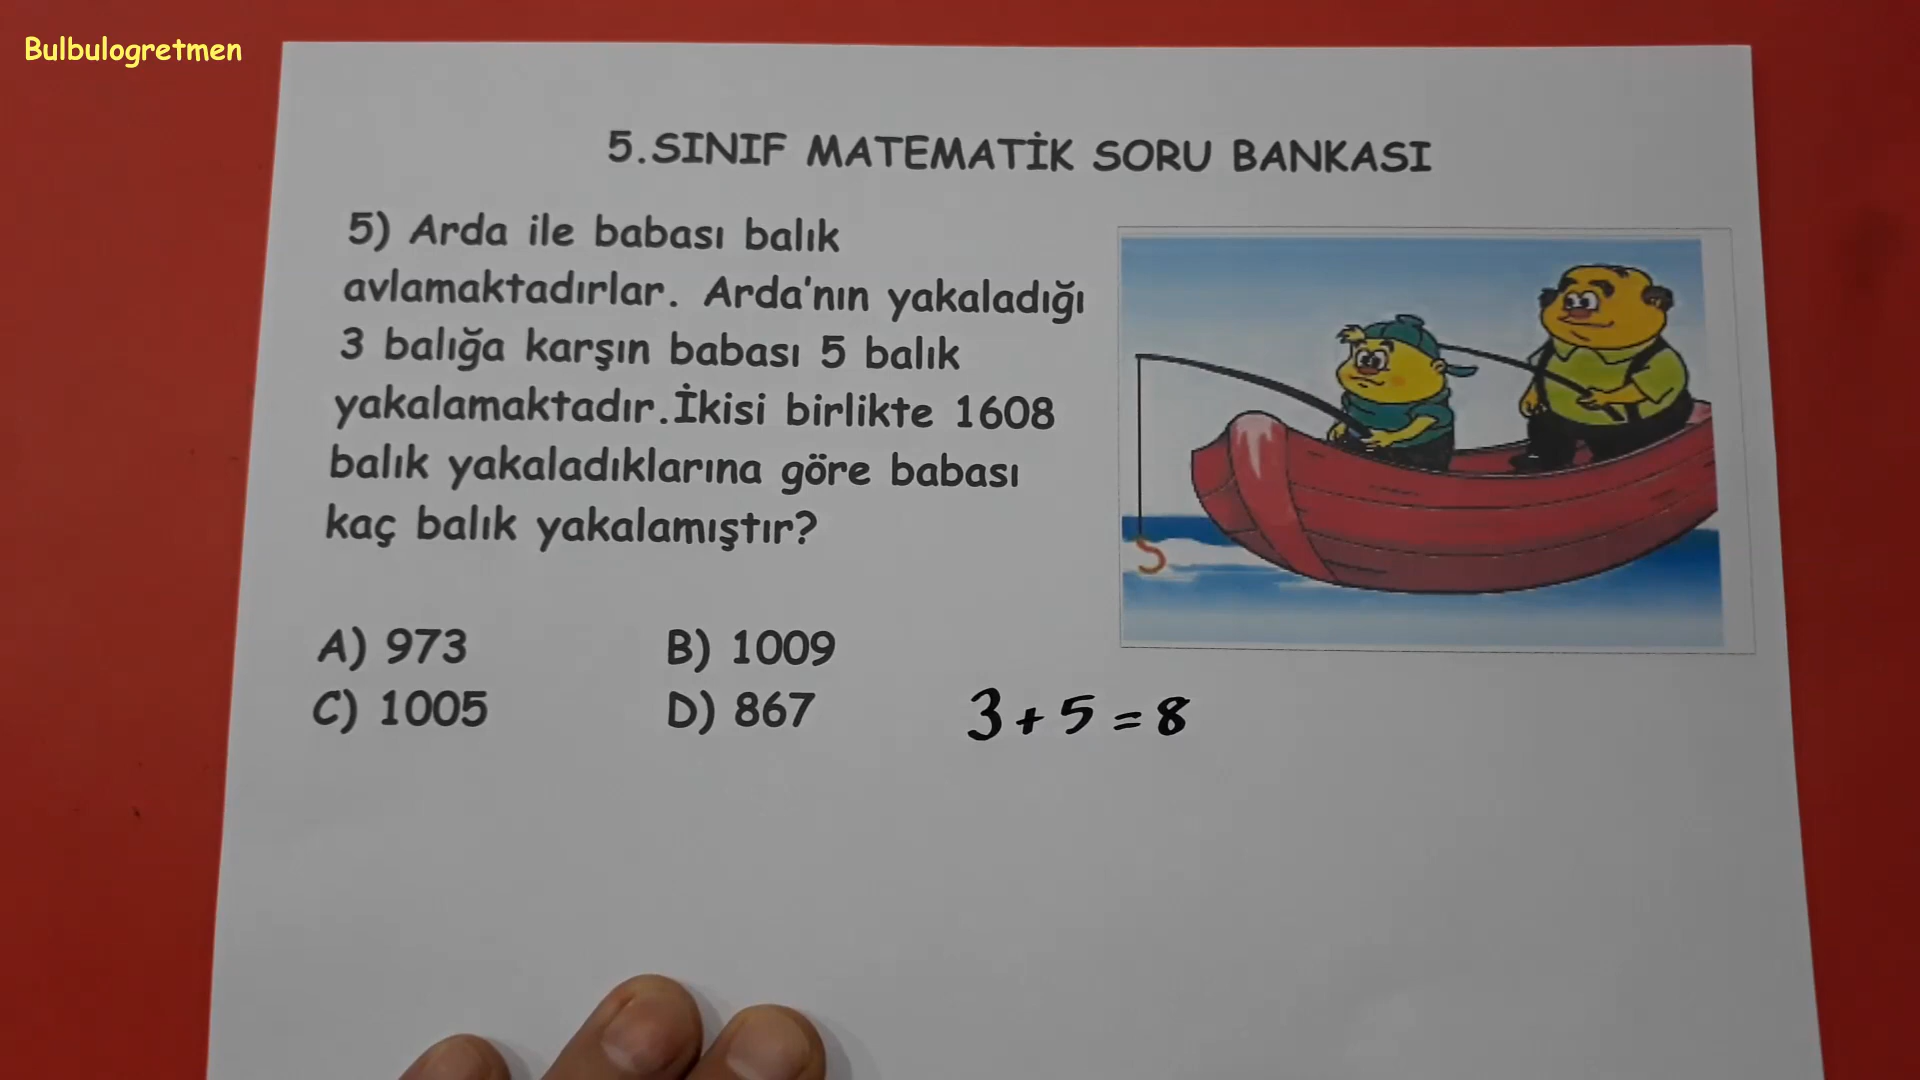 Bulbulogretmen
5.SINIF MATEMATİK SORU BANKASI
5) Arda ile babası balık
avlamaktadırlar. Arda'nın yakaladığı
3 balığa karşın babası 5 balık
yakalamaktadır.İkisi birlikte 1608
balık yakaladıklarına göre babası
kaç balık yakalamıştır?
A) 973 B) 1009
C) 1005 D) 867
3+5=8